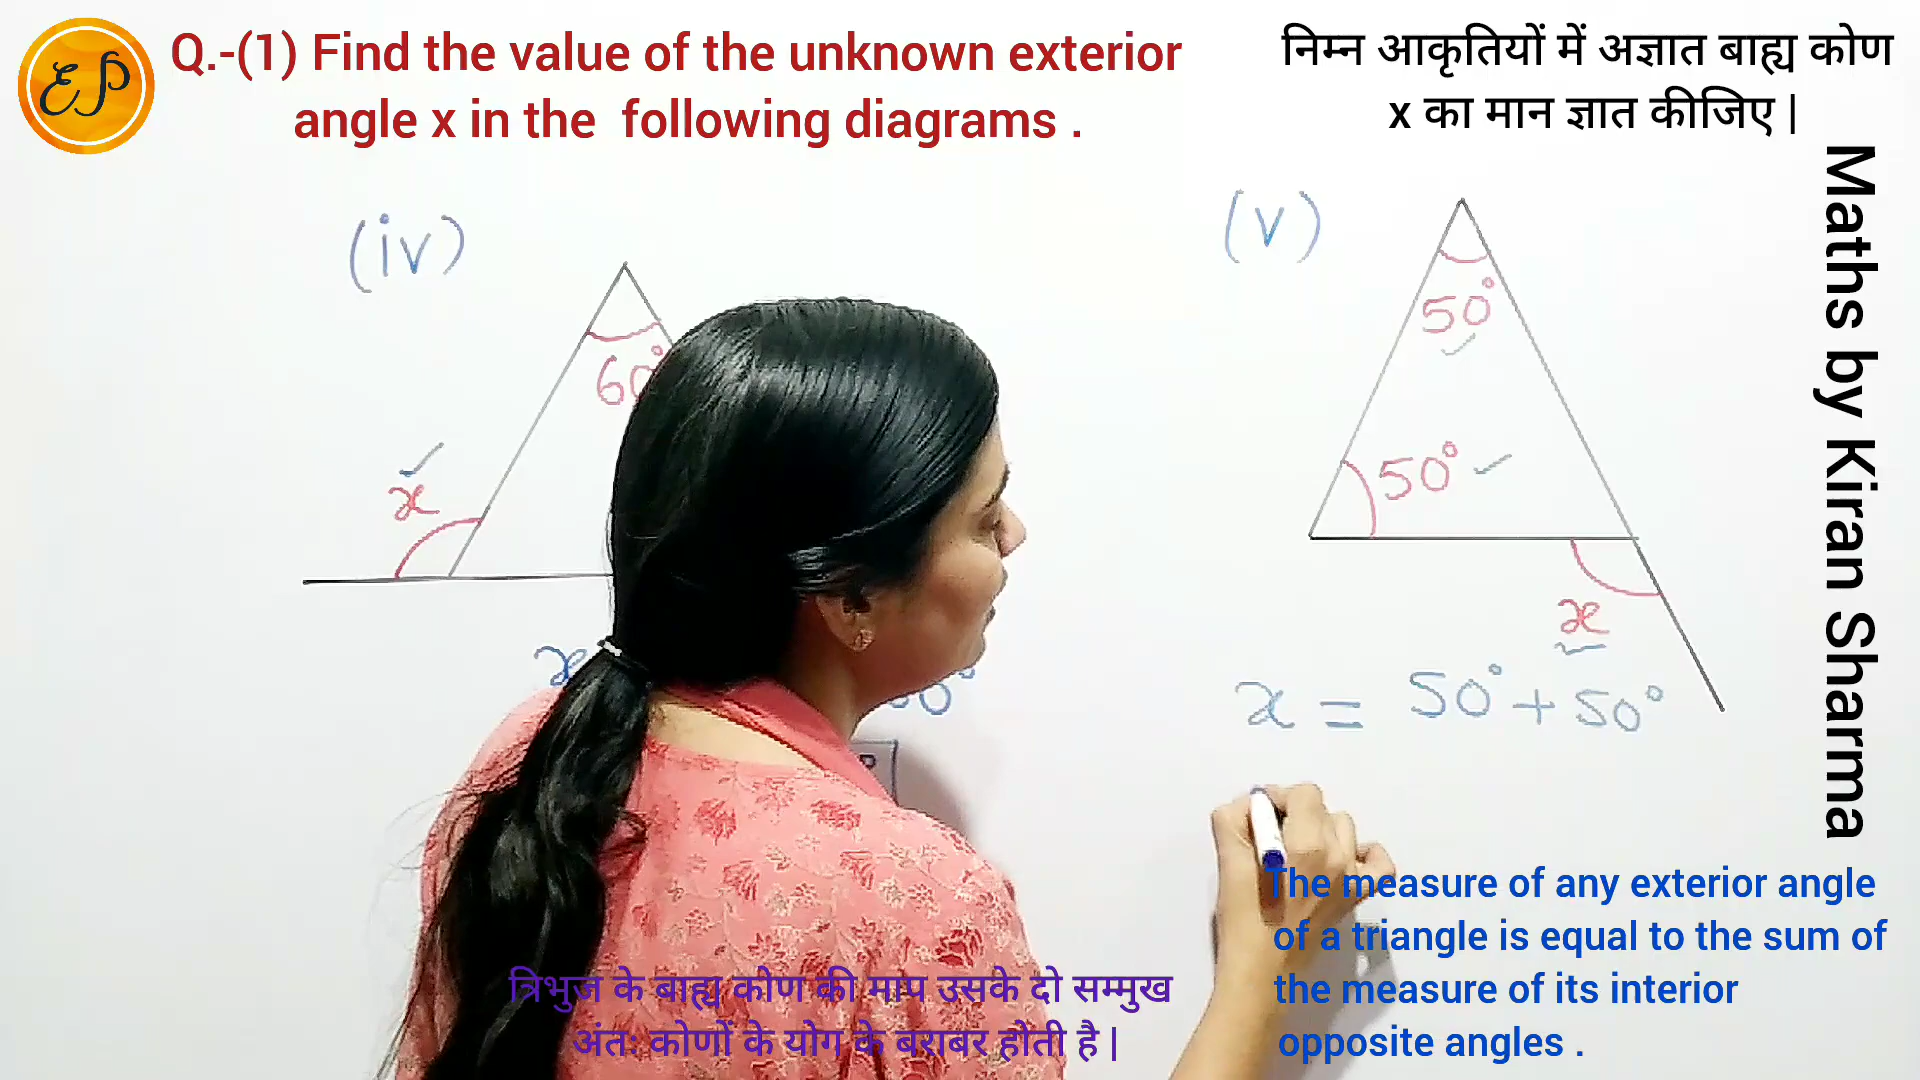 EP
Q.-(1) Find the value of the unknown exterior
angle x in the following diagrams .
निम्न आकृतियों में अज्ञात बाह्य कोण
x का मान ज्ञात कीजिए |
Maths by Kiran Sharma
(iv)
60°
x
x
(v)
50°
50°
x
x = 50° + 50°
The measure of any exterior angle
of a triangle is equal to the sum of
the measure of its interior
opposite angles .
त्रिभुज के बाह्य कोण की माप उसके दो सम्मुख
अंतः कोणों के योग के बराबर होती है |